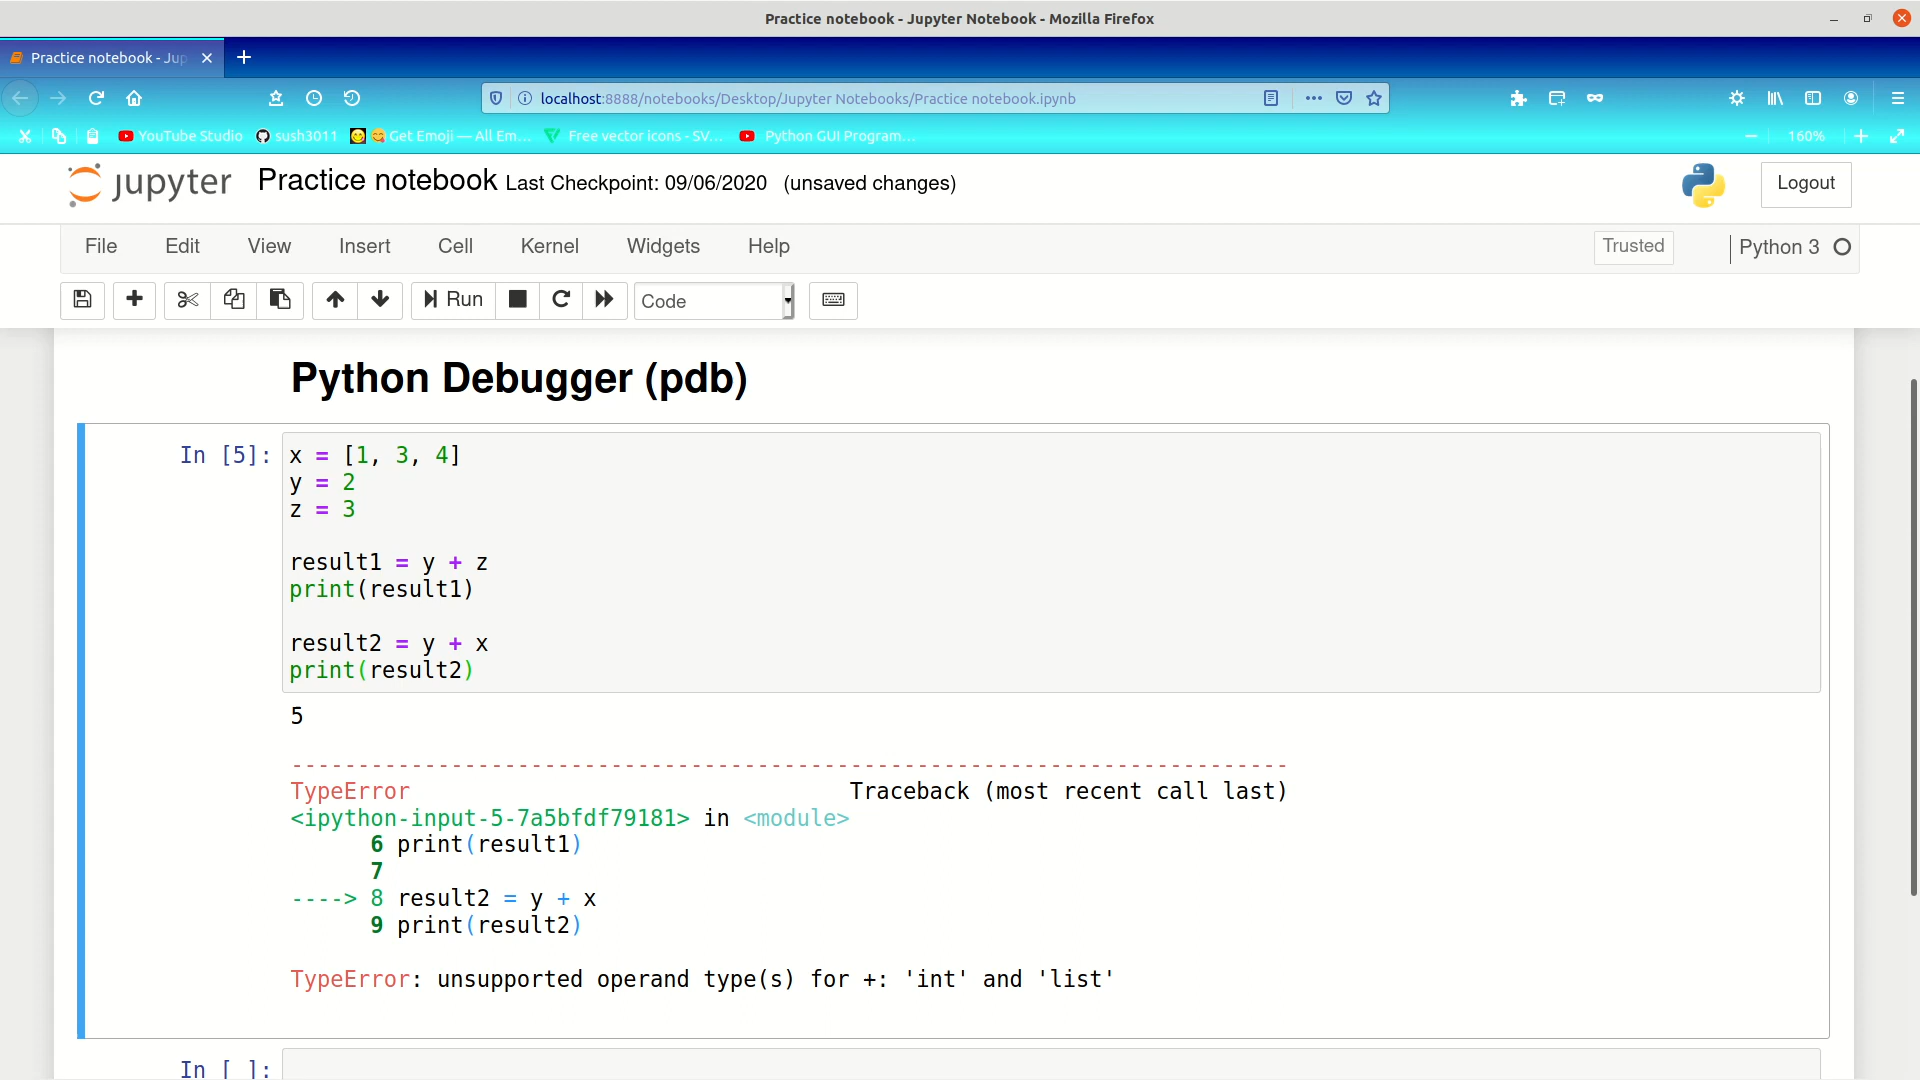 Practice notebook - Jupyter Notebook - Mozilla Firefox
Practice notebook - Jup
localhost:8888/notebooks/Desktop/Jupyter Notebooks/Practice notebook.ipynb
YouTube Studio sush3011 Get Emoji — All Em... Free vector icons - SV... Python GUI Program... 160%
jupyter Practice notebook Last Checkpoint: 09/06/2020 (unsaved changes) Logout
File Edit View Insert Cell Kernel Widgets Help Trusted Python 3
Run Code
Python Debugger (pdb)
In [5]: x = [1, 3, 4]
y = 2
z = 3
result1 = y + z
print(result1)
result2 = y + x
print(result2)
5
---------------------------------------------------------------------------
TypeError Traceback (most recent call last)
<ipython-input-5-7a5bfdf79181> in <module>
6 print(result1)
7
----> 8 result2 = y + x
9 print(result2)
TypeError: unsupported operand type(s) for +: 'int' and 'list'
In [ ]: